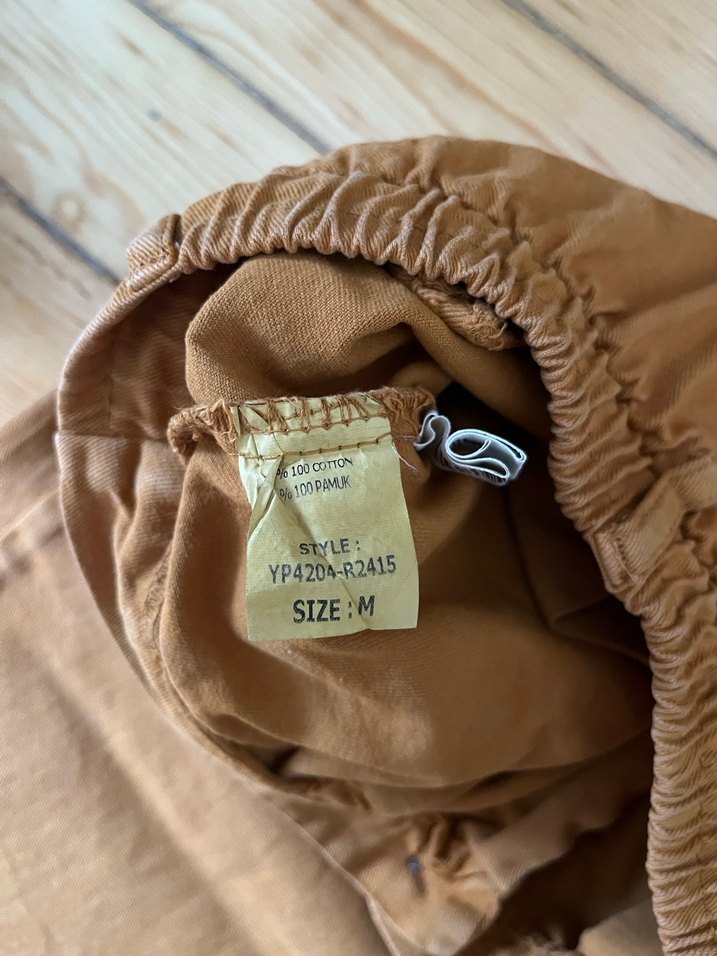 % 100 COTTON
% 100 PAMUK
STYLE :
YP4204-R2415
SIZE : M